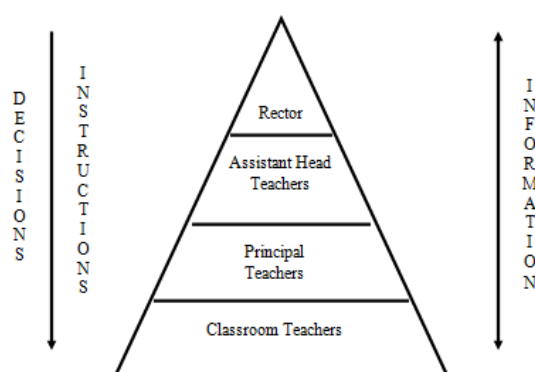 DECISIONS
INSTRUCTIONS
Rector
Assistant Head
Teachers
Principal
Teachers
Classroom Teachers
INFORMATION